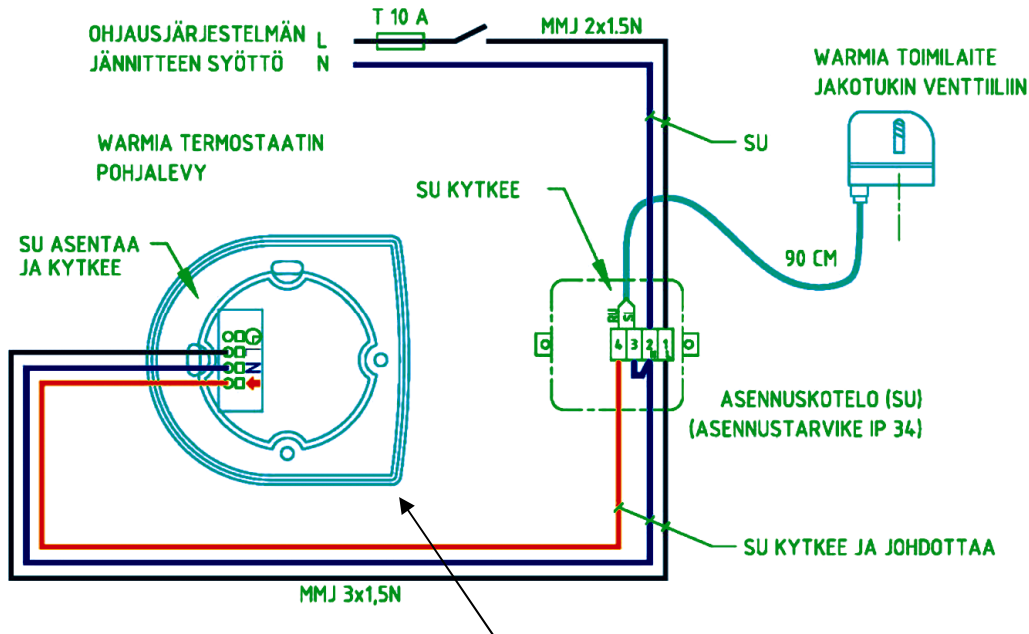 T 10 A
MMJ 2x1.5N
OHJAUSJÄRJESTELMÄN L
JÄNNITTEEN SYÖTTÖ N
WARMIA TOIMILAITE
JAKOTUKIN VENTTIILIIN
WARMIA TERMOSTAATIN
POHJALEVY
SU
SU KYTKEE
SU ASENTAA
JA KYTKEE
90 CM
RU SI
4 3 2 1
N L
L
N
ASENNUSKOTELO (SU)
(ASENNUSTARVIKE IP 34)
SU KYTKEE JA JOHDOTTAA
MMJ 3x1,5N